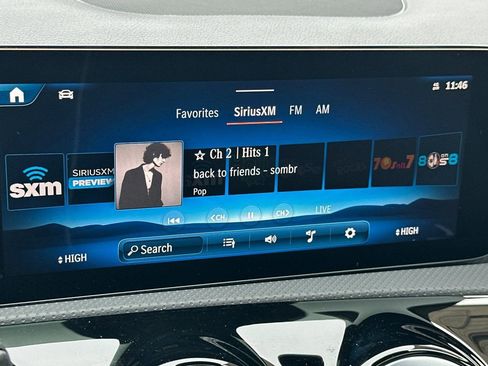 11:46
Favorites SiriusXM FM AM
☆ Ch 2 | Hits 1
back to friends - sombr
Pop
sxm
SIRIUSXM
PREVIEW
70s on 7
80s on 8
<CH CH> LIVE
Search
HIGH
HIGH